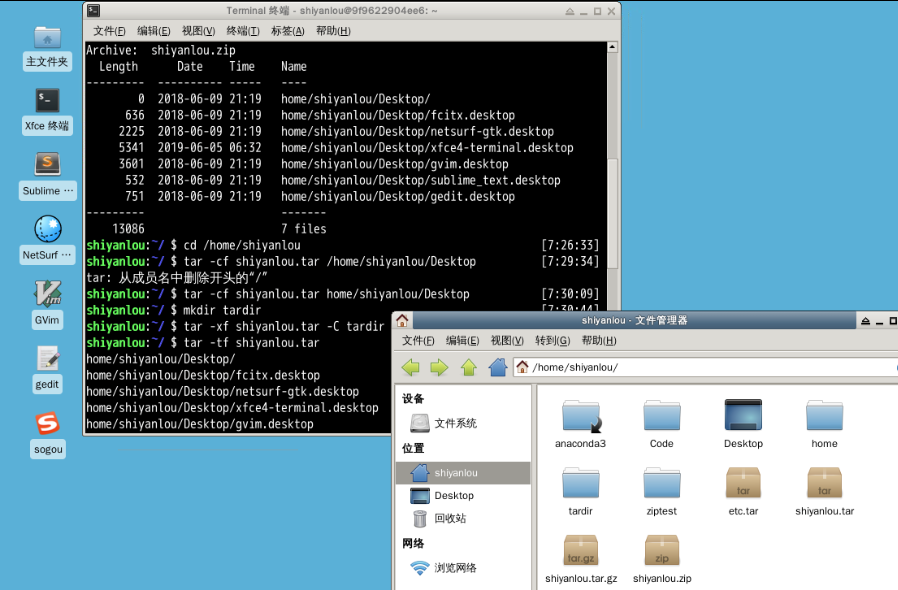 主文件夹
Xfce 终端
Sublime ···
NetSurf ···
GVim
gedit
sogou
Terminal 终端 - shiyanlou@9f9622904ee6: ~
文件(F) 编辑(E) 视图(V) 终端(T) 标签(A) 帮助(H)
Archive:  shiyanlou.zip
Length Date Time Name
--------- ---------- ----- ----
0 2018-06-09 21:19 home/shiyanlou/Desktop/
636 2018-06-09 21:19 home/shiyanlou/Desktop/fcitx.desktop
2225 2018-06-09 21:19 home/shiyanlou/Desktop/netsurf-gtk.desktop
5341 2019-06-05 06:32 home/shiyanlou/Desktop/xfce4-terminal.desktop
3601 2018-06-09 21:19 home/shiyanlou/Desktop/gvim.desktop
532 2018-06-09 21:19 home/shiyanlou/Desktop/sublime_text.desktop
751 2018-06-09 21:19 home/shiyanlou/Desktop/gedit.desktop
--------- -------
13086 7 files
shiyanlou:~/ $ cd /home/shiyanlou [7:26:33]
shiyanlou:~/ $ tar -cf shiyanlou.tar /home/shiyanlou/Desktop [7:29:34]
tar: 从成员名中删除开头的“/”
shiyanlou:~/ $ tar -cf shiyanlou.tar home/shiyanlou/Desktop [7:30:09]
shiyanlou:~/ $ mkdir tardir [7:30:44]
shiyanlou:~/ $ tar -xf shiyanlou.tar -C tardir
shiyanlou:~/ $ tar -tf shiyanlou.tar
home/shiyanlou/Desktop/
home/shiyanlou/Desktop/fcitx.desktop
home/shiyanlou/Desktop/netsurf-gtk.desktop
home/shiyanlou/Desktop/xfce4-terminal.desktop
home/shiyanlou/Desktop/gvim.desktop
shiyanlou - 文件管理器
文件(F) 编辑(E) 视图(V) 转到(G) 帮助(H)
/home/shiyanlou/
设备
文件系统
位置
shiyanlou
Desktop
回收站
网络
浏览网络
anaconda3 Code Desktop home
tar tar
tardir ziptest etc.tar shiyanlou.tar
tar.gz zip
shiyanlou.tar.gz shiyanlou.zip